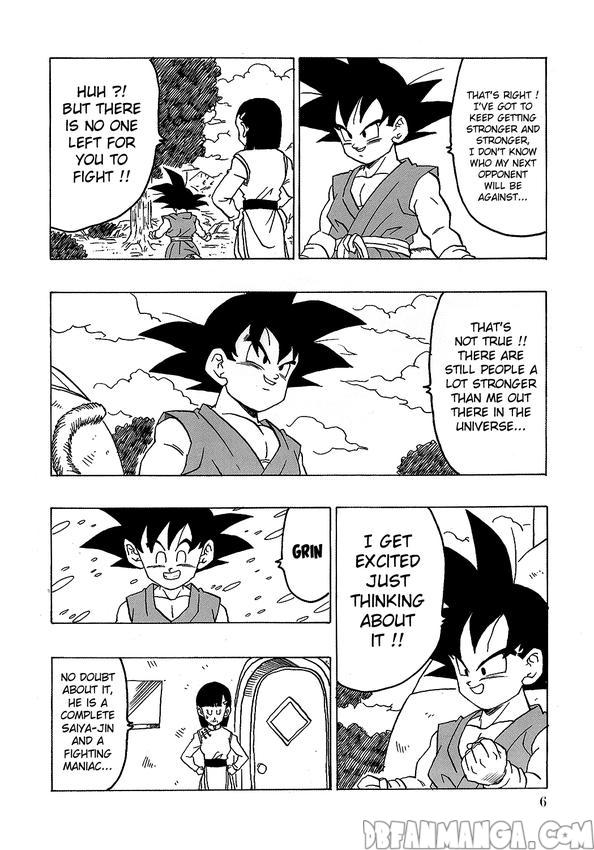 THAT'S RIGHT !
I'VE GOT TO
KEEP GETTING
STRONGER AND
STRONGER,
I DON'T KNOW
WHO MY NEXT
OPPONENT
WILL BE
AGAINST...
HUH ?!
BUT THERE
IS NO ONE
LEFT FOR
YOU TO
FIGHT !!
THAT'S
NOT TRUE !!
THERE ARE
STILL PEOPLE A
LOT STRONGER
THAN ME OUT
THERE IN THE
UNIVERSE...
I GET
EXCITED
JUST
THINKING
ABOUT
IT !!
GRIN
NO DOUBT
ABOUT IT,
HE IS A
COMPLETE
SAIYA-JIN
AND A
FIGHTING
MANIAC...
6
DBFANMANGA.COM